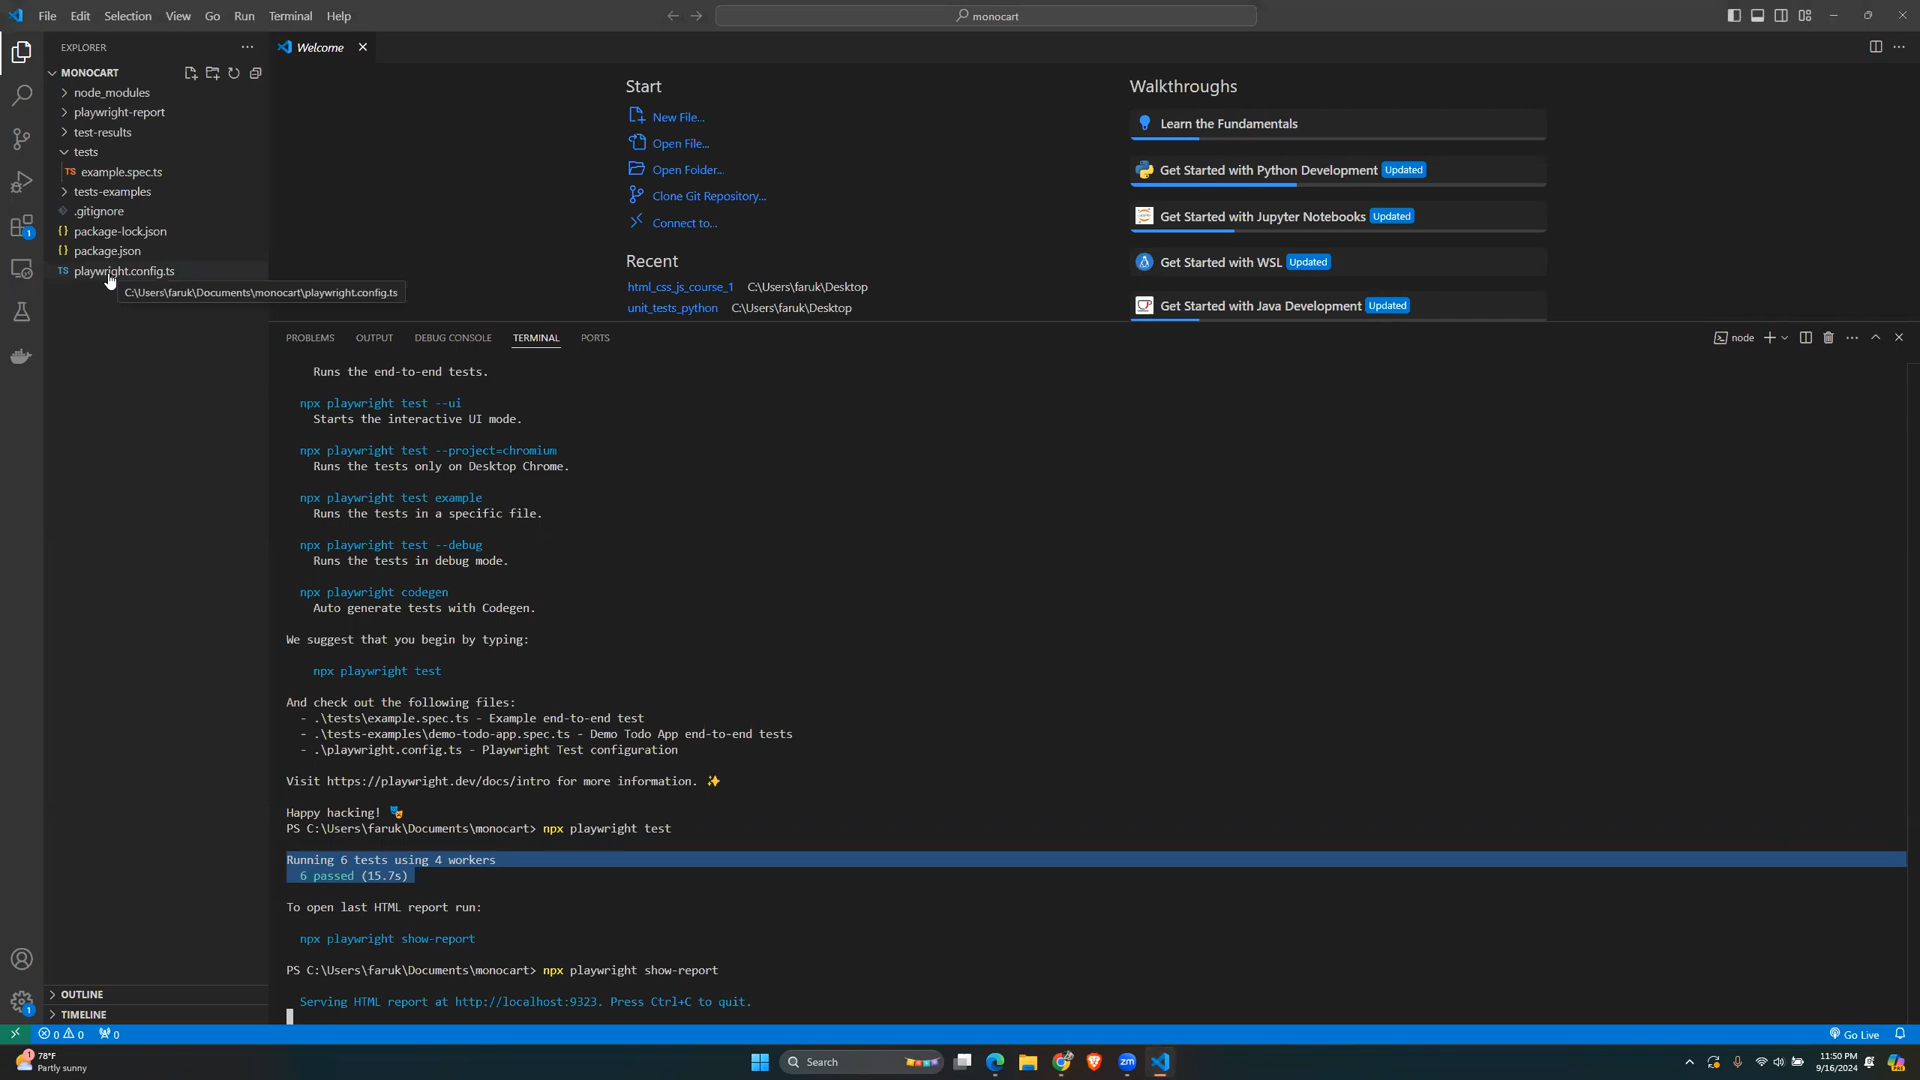 File Edit Selection View Go Run Terminal Help
monocart
EXPLORER
Welcome
MONOCART
node_modules
playwright-report
test-results
tests
TS example.spec.ts
tests-examples
.gitignore
{} package-lock.json
{} package.json
TS playwright.config.ts
C:\Users\faruk\Documents\monocart\playwright.config.ts
Start
New File...
Open File...
Open Folder...
Clone Git Repository...
Connect to...
Recent
html_css_js_course_1 C:\Users\faruk\Desktop
unit_tests_python C:\Users\faruk\Desktop
Walkthroughs
Learn the Fundamentals
Get Started with Python Development Updated
Get Started with Jupyter Notebooks Updated
Get Started with WSL Updated
Get Started with Java Development Updated
PROBLEMS OUTPUT DEBUG CONSOLE TERMINAL PORTS
node
Runs the end-to-end tests.
npx playwright test --ui
Starts the interactive UI mode.
npx playwright test --project=chromium
Runs the tests only on Desktop Chrome.
npx playwright test example
Runs the tests in a specific file.
npx playwright test --debug
Runs the tests in debug mode.
npx playwright codegen
Auto generate tests with Codegen.
We suggest that you begin by typing:
npx playwright test
And check out the following files:
- .\tests\example.spec.ts - Example end-to-end test
- .\tests-examples\demo-todo-app.spec.ts - Demo Todo App end-to-end tests
- .\playwright.config.ts - Playwright Test configuration
Visit https://playwright.dev/docs/intro for more information. ✨
Happy hacking! 🎭
PS C:\Users\faruk\Documents\monocart> npx playwright test
Running 6 tests using 4 workers
6 passed (15.7s)
To open last HTML report run:
npx playwright show-report
PS C:\Users\faruk\Documents\monocart> npx playwright show-report
Serving HTML report at http://localhost:9323. Press Ctrl+C to quit.
OUTLINE
TIMELINE
1
1
0 0 0
Go Live
1
78°F
Partly sunny
Search
zm
11:50 PM
9/16/2024